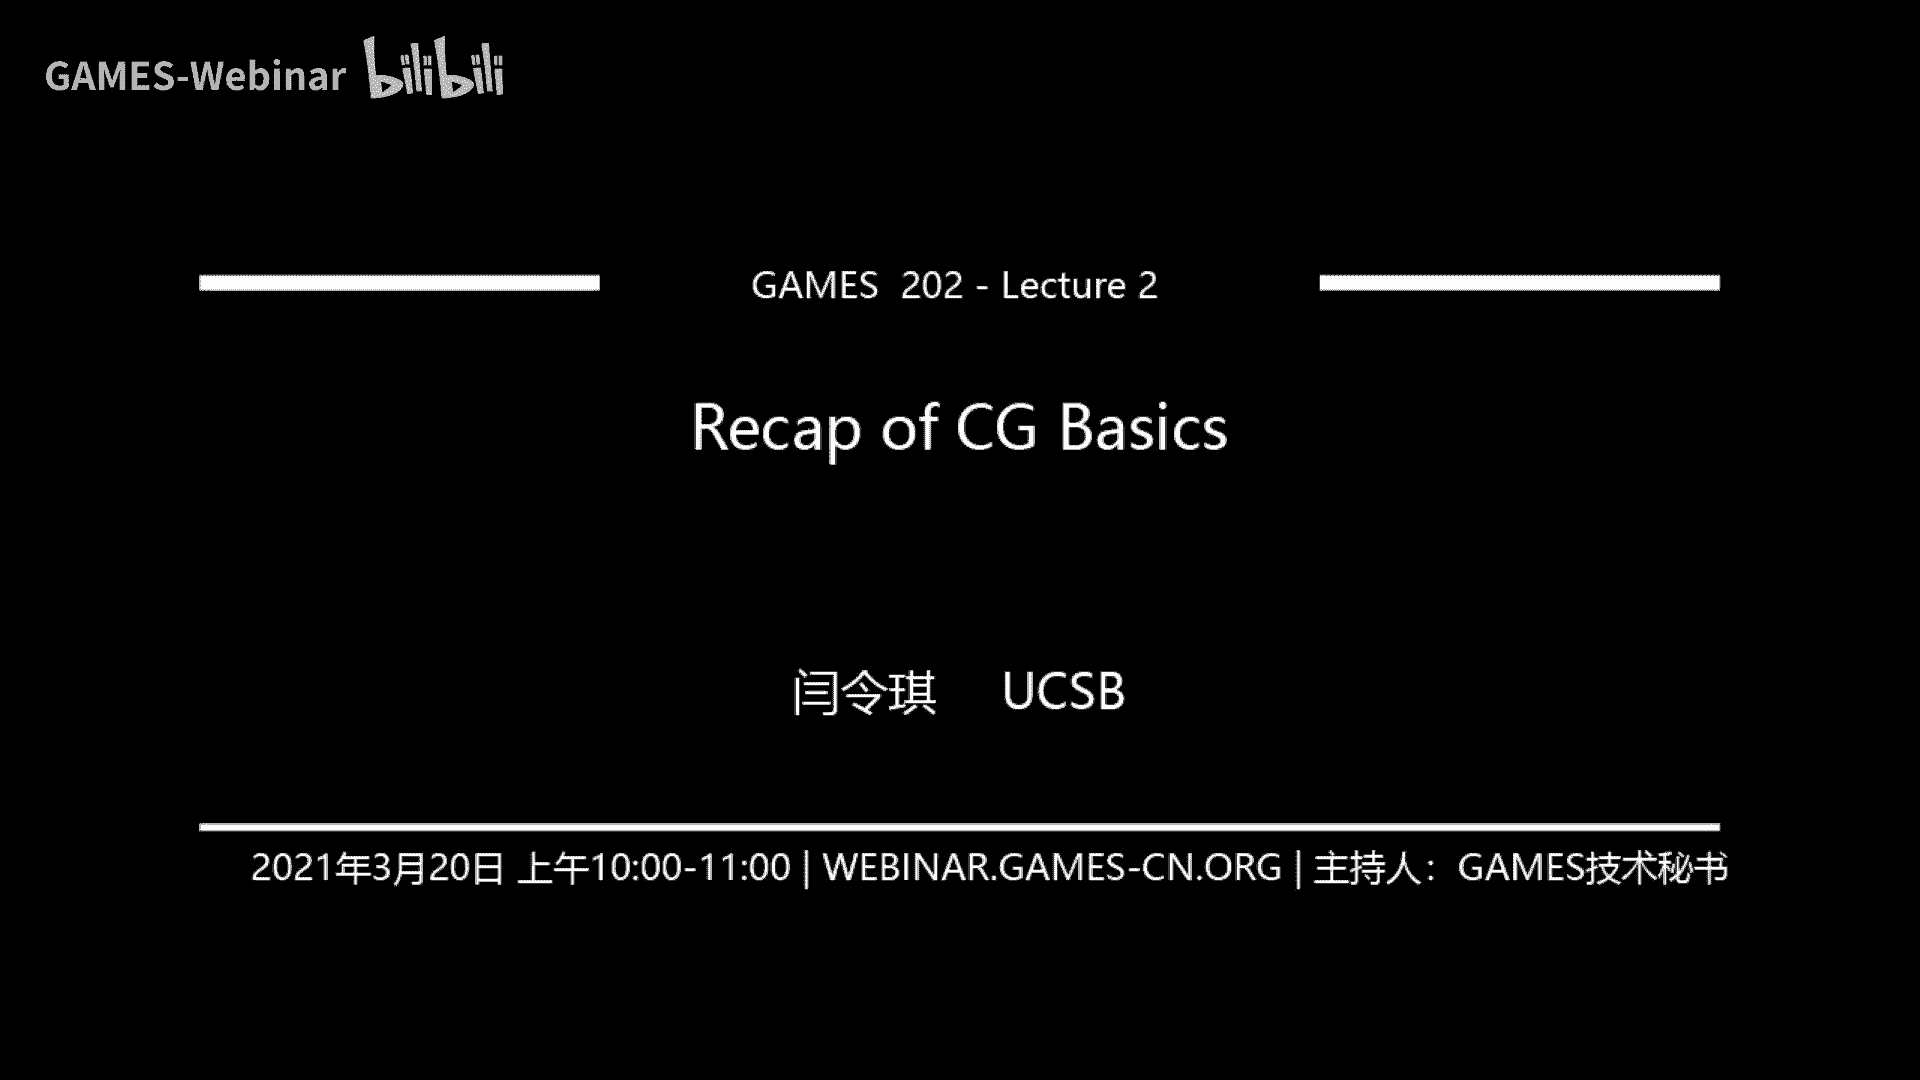 GAMES-Webinar bilibili
GAMES 202 - Lecture 2
Recap of CG Basics
闫令琪 UCSB
2021年3月20日 上午10:00-11:00 | WEBINAR.GAMES-CN.ORG | 主持人：GAMES技术秘书